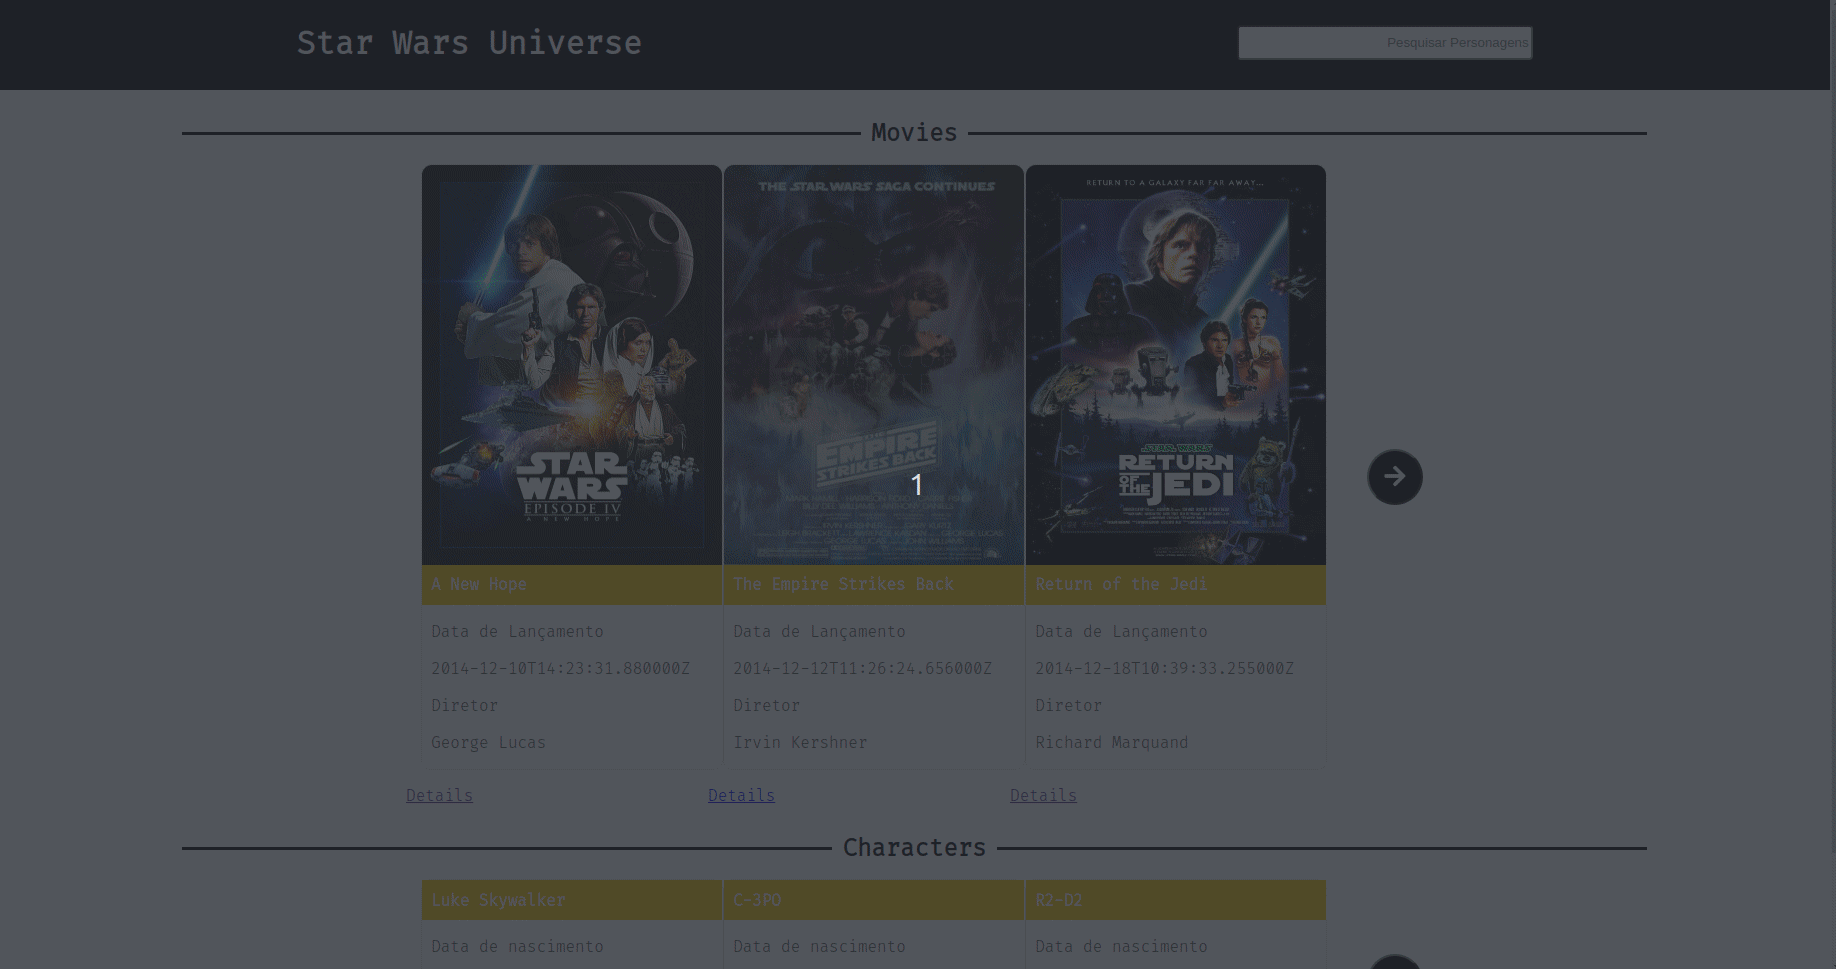 Star Wars Universe
Pesquisar Personagens
Movies
STAR
WARS
EPISODE IV
A NEW HOPE
THE STAR WARS SAGA CONTINUES
EMPIRE
STRIKES BACK
RETURN TO A GALAXY FAR FAR AWAY...
STAR WARS
RETURN
OF THE JEDI
1
A New Hope
The Empire Strikes Back
Return of the Jedi
Data de Lançamento
Data de Lançamento
Data de Lançamento
2014-12-10T14:23:31.880000Z
2014-12-12T11:26:24.656000Z
2014-12-18T10:39:33.255000Z
Diretor
Diretor
Diretor
George Lucas
Irvin Kershner
Richard Marquand
Details
Details
Details
Characters
Luke Skywalker
C-3PO
R2-D2
Data de nascimento
Data de nascimento
Data de nascimento